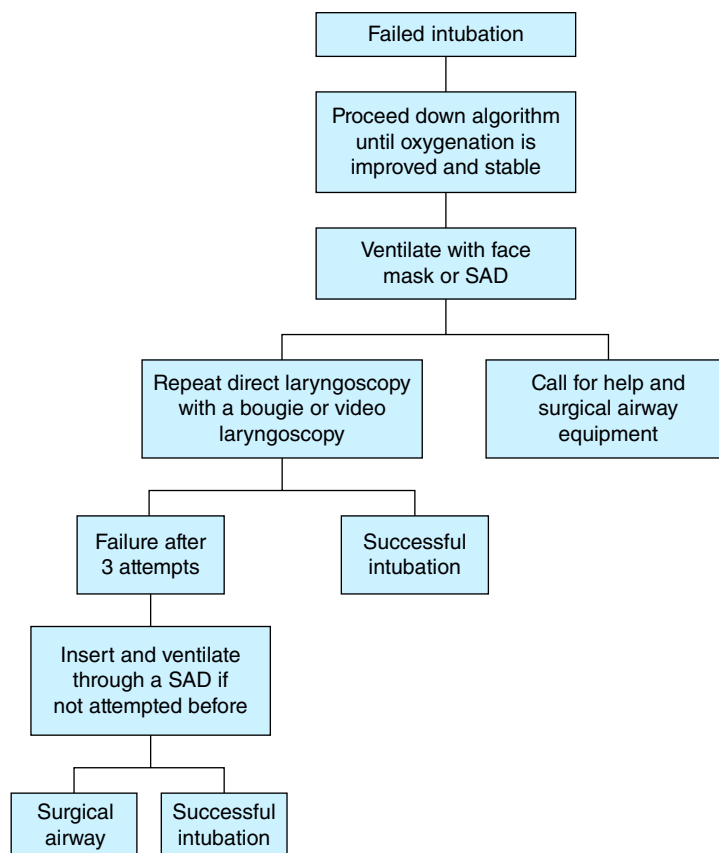 Failed intubation
Proceed down algorithm
until oxygenation is
improved and stable
Ventilate with face
mask or SAD
Repeat direct laryngoscopy
with a bougie or video
laryngoscopy
Call for help and
surgical airway
equipment
Failure after
3 attempts
Successful
intubation
Insert and ventilate
through a SAD if
not attempted before
Surgical
airway
Successful
intubation